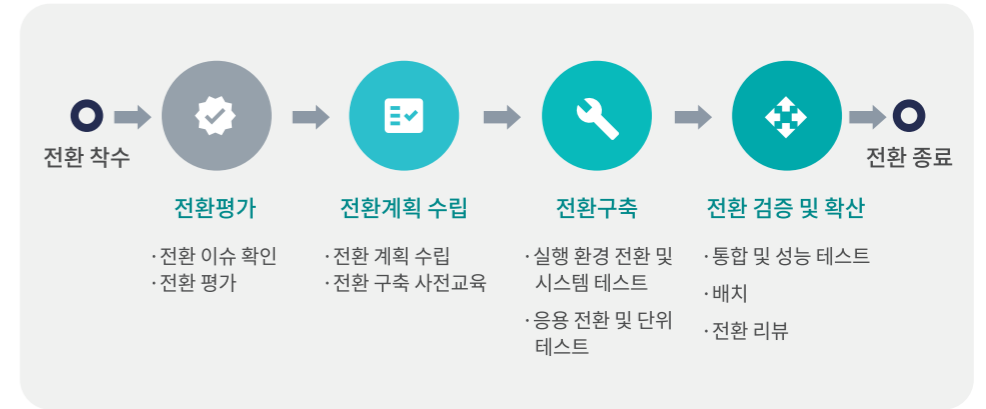 전환 착수
전환 종료
전환평가
· 전환 이슈 확인
· 전환 평가
전환계획 수립
· 전환 계획 수립
· 전환 구축 사전교육
전환구축
· 실행 환경 전환 및
시스템 테스트
· 응용 전환 및 단위
테스트
전환 검증 및 확산
· 통합 및 성능 테스트
· 배치
· 전환 리뷰